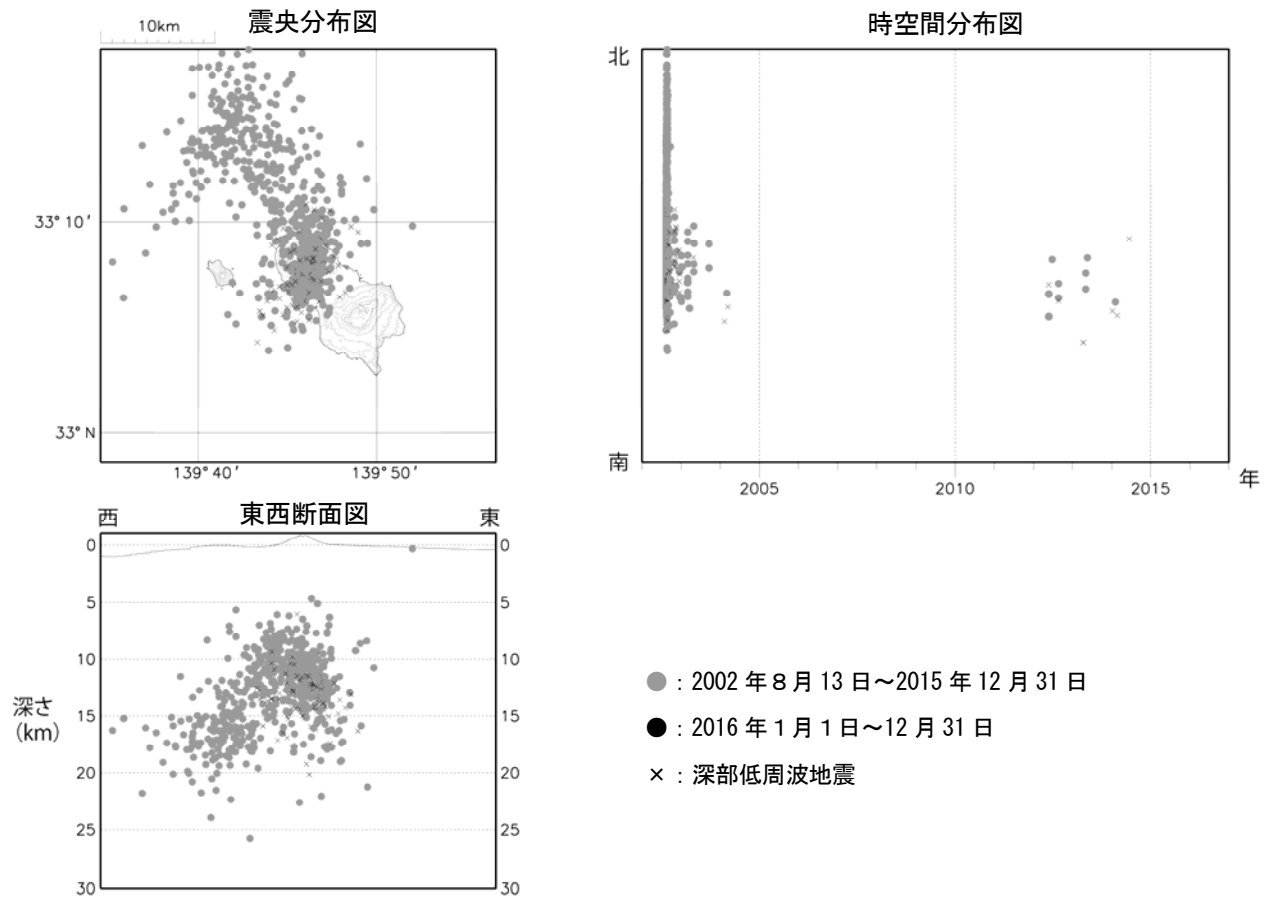 10km
震央分布図
33° 10′
33° N
139° 40′
139° 50′
時空間分布図
北
南
2005
2010
2015
年
西
東西断面図
東
0
0
5
5
10
10
15
15
20
20
25
25
30
30
深さ
(km)
●：2002 年８月 13 日～2015 年 12 月 31 日
●：2016 年１月１日～12 月 31 日
×：深部低周波地震